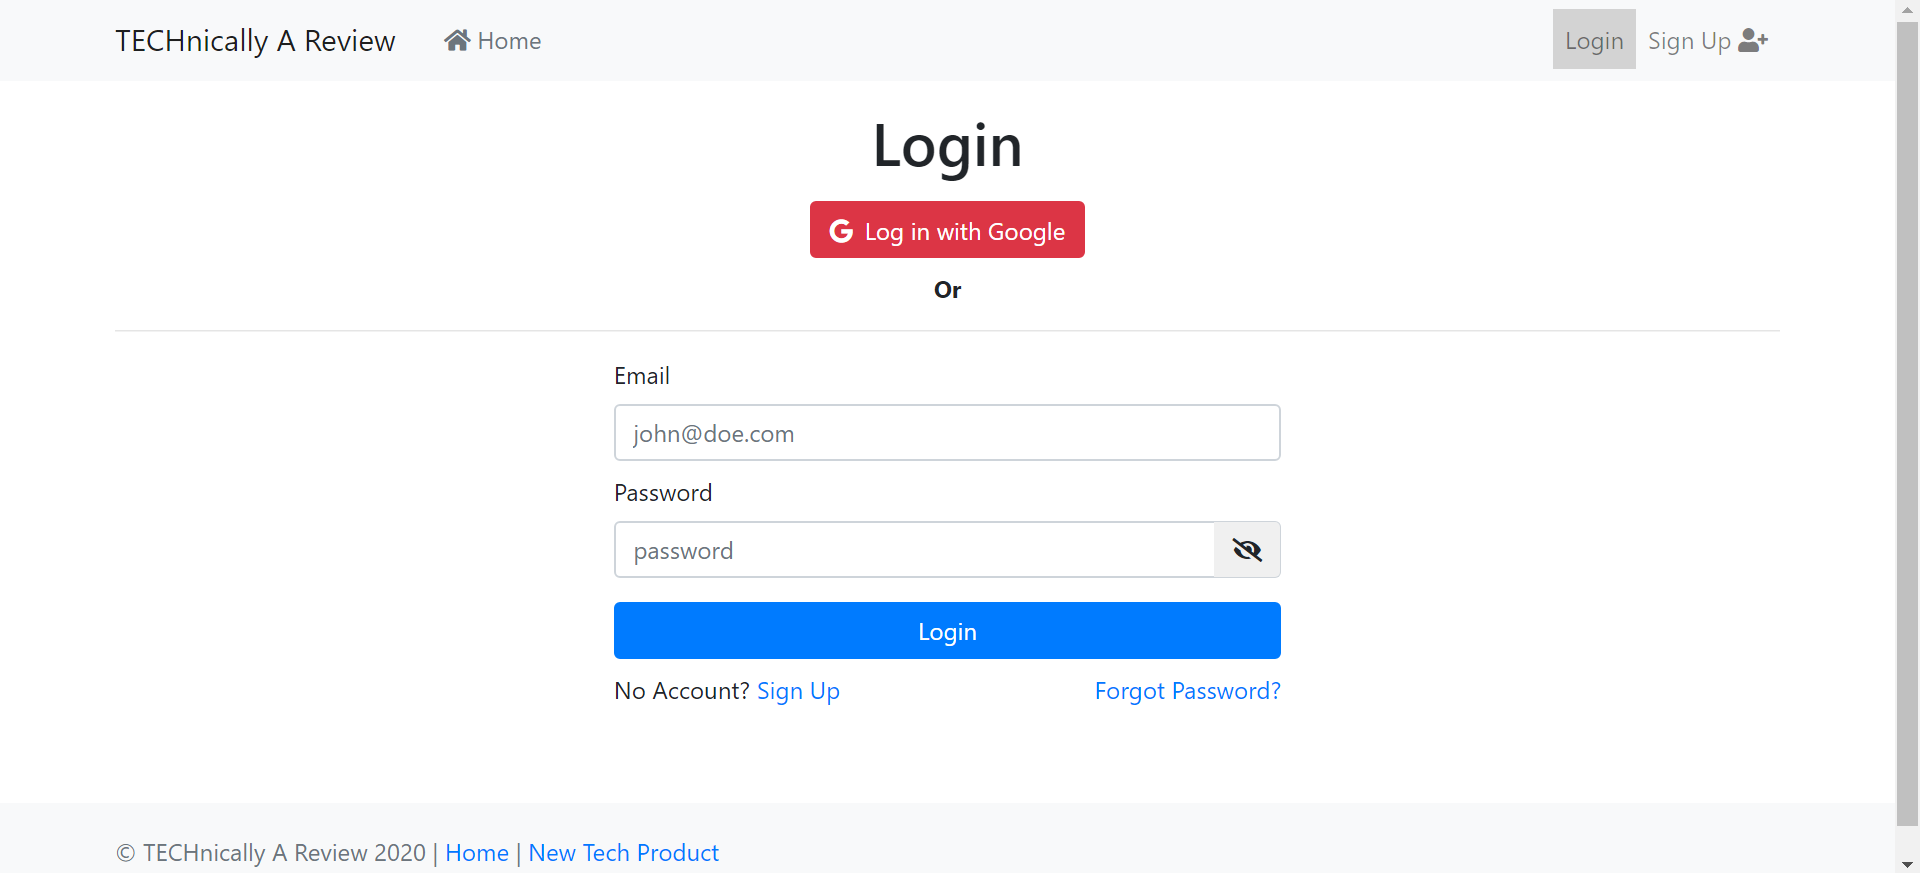 TECHnically A Review Home Login Sign Up
Login
Log in with Google
Or
Email
john@doe.com
Password
password
Login
No Account? Sign Up Forgot Password?
© TECHnically A Review 2020 | Home | New Tech Product